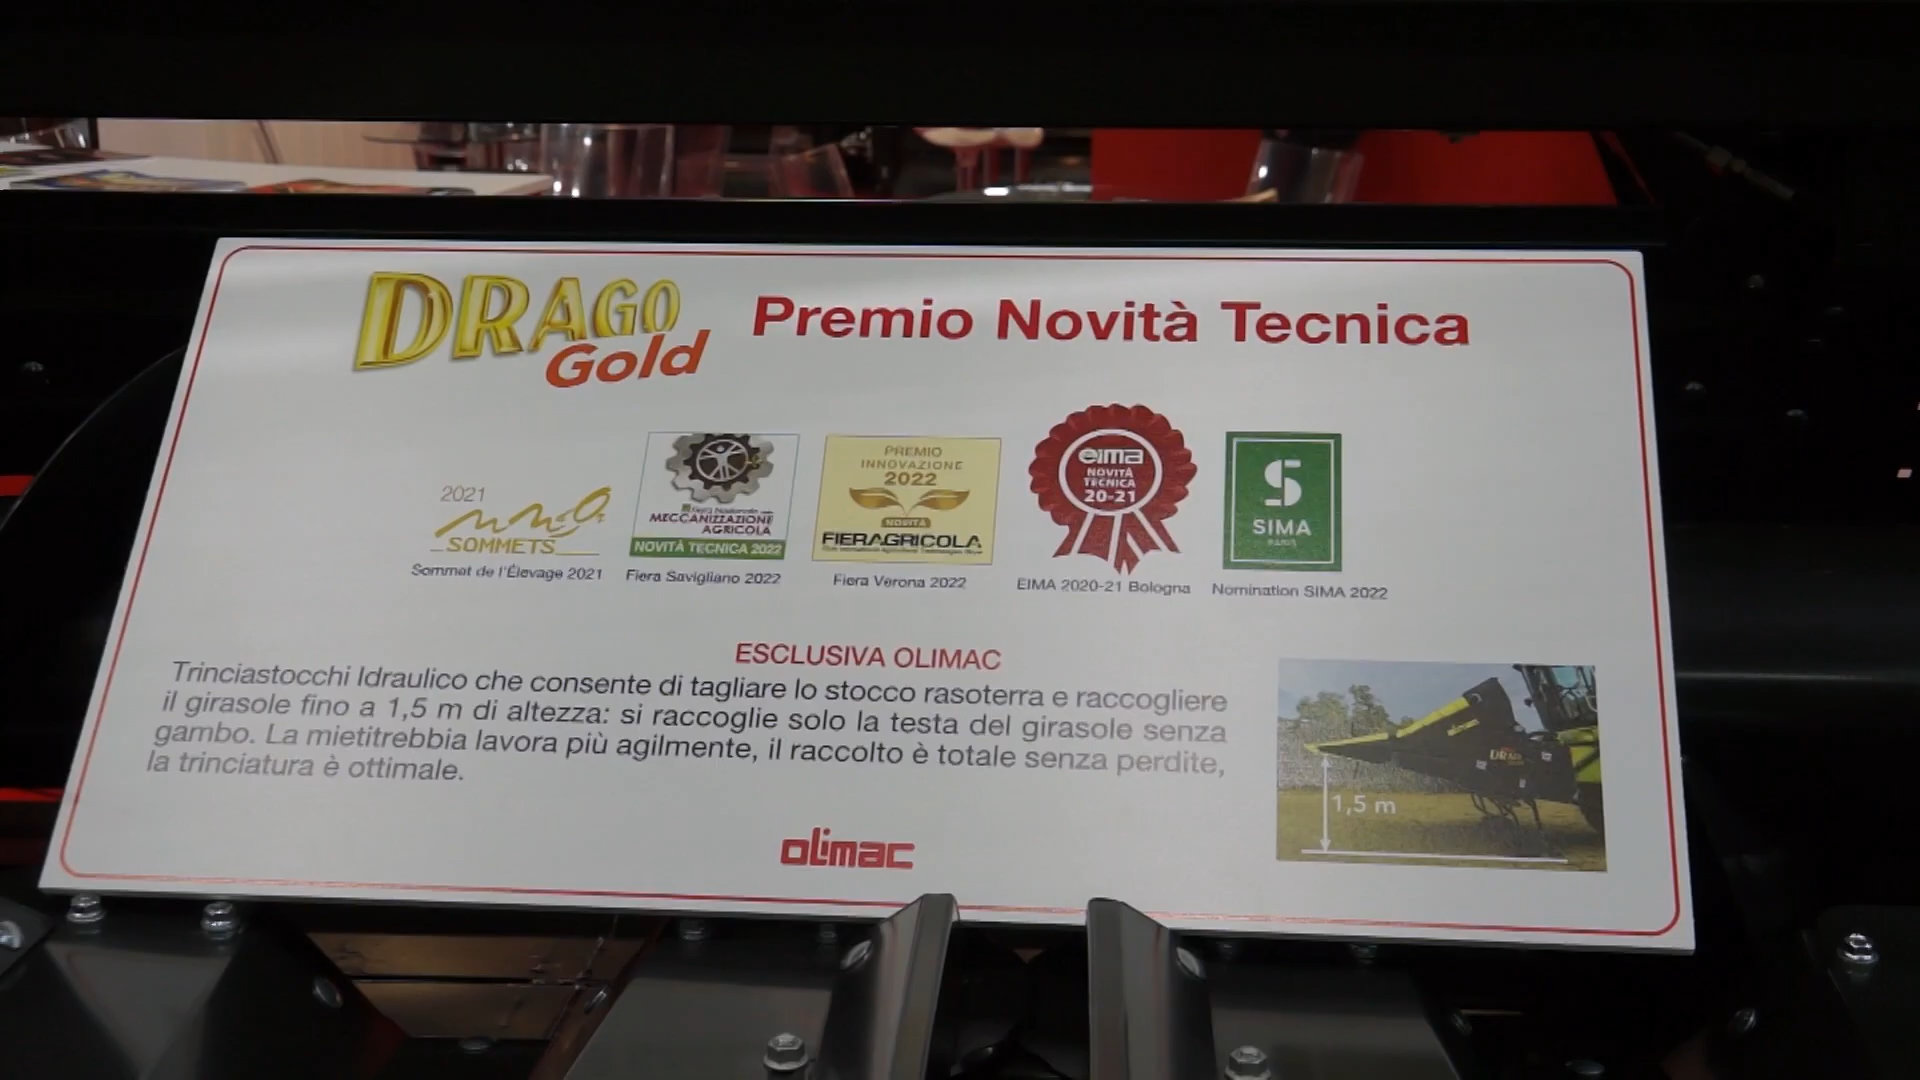 DRAGO
Gold
Premio Novità Tecnica
2021
SOMMETS
Sommet de l'Élevage 2021
MECCANIZZAZIONE
AGRICOLA
NOVITÀ TECNICA 2022
Fiera Savigliano 2022
PREMIO
INNOVAZIONE
2022
NOVITÀ
FIERAGRICOLA
Fiera Verona 2022
eima
NOVITÀ
TECNICA
20-21
EIMA 2020-21 Bologna
S
SIMA
PARIS
Nomination SIMA 2022
ESCLUSIVA OLIMAC
Trinciastocchi Idraulico che consente di tagliare lo stocco rasoterra e raccogliere
il girasole fino a 1,5 m di altezza: si raccoglie solo la testa del girasole senza
gambo. La mietitrebbia lavora più agilmente, il raccolto è totale senza perdite,
la trinciatura è ottimale.
DRAGO
1,5 m
olimac